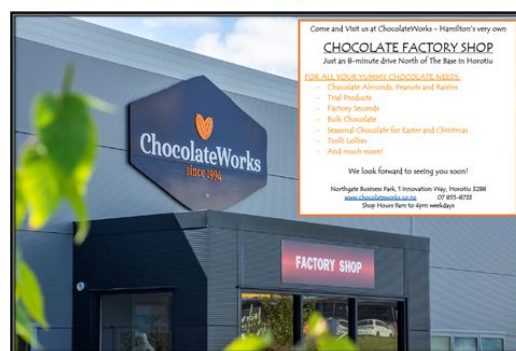 Come and Visit us at ChocolateWorks – Hamilton's very own
CHOCOLATE FACTORY SHOP
Just an 8-minute drive North of The Base in Horotiu
FOR ALL YOUR YUMMY CHOCOLATE NEEDS:
- Chocolate Almonds, Peanuts and Raisins
- Trial Products
- Factory Seconds
- Bulk Chocolate
- Seasonal Chocolate for Easter and Christmas
- Trolli Lollies
- And much more!
We look forward to seeing you soon!
Northgate Business Park, 1 Innovation Way, Horotiu 3288
www.chocolateworks.co.nz 07 855-8733
Shop Hours 9am to 4pm weekdays
ChocolateWorks
since 1994
FACTORY SHOP